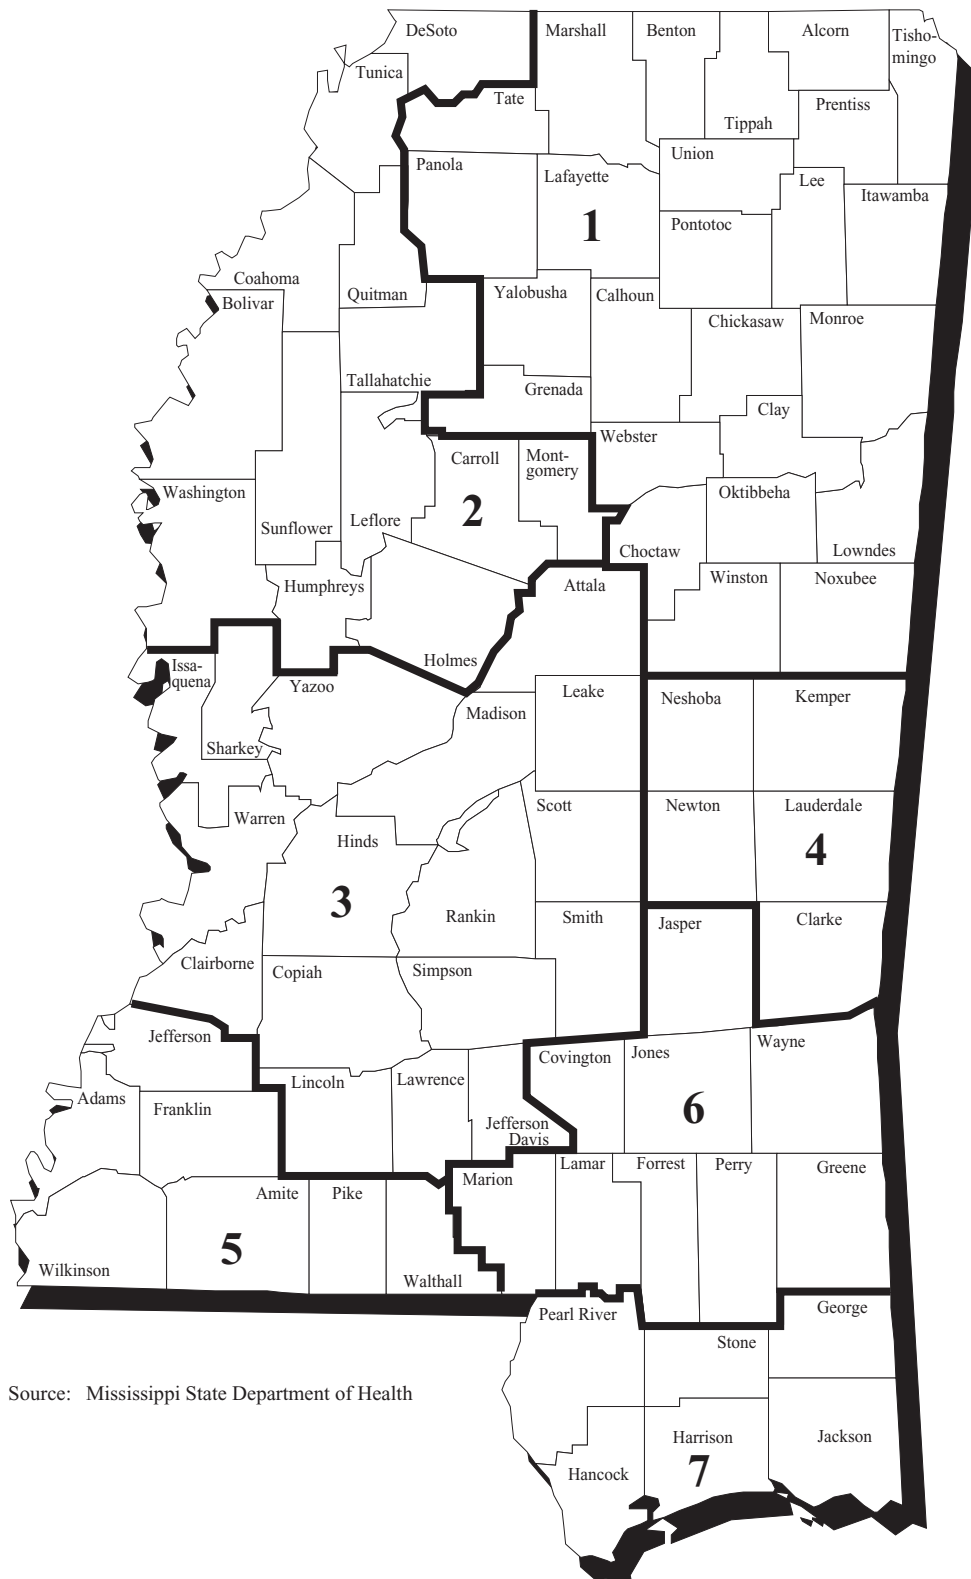 DeSoto
Marshall
Benton
Alcorn
Tisho-
mingo
Tunica
Tate
Prentiss
Tippah
Union
Panola
Lafayette
Lee
Itawamba
1
Pontotoc
Coahoma
Quitman
Yalobusha
Calhoun
Bolivar
Chickasaw
Monroe
Tallahatchie
Grenada
Clay
Webster
Carroll
Mont-
gomery
Washington
Oktibbeha
2
Sunflower
Leflore
Choctaw
Lowndes
Humphreys
Attala
Winston
Noxubee
Holmes
Issa-
quena
Yazoo
Leake
Neshoba
Kemper
Madison
Sharkey
Scott
Newton
Lauderdale
Warren
Hinds
4
3
Rankin
Smith
Jasper
Clarke
Clairborne
Copiah
Simpson
Jefferson
Covington
Jones
Wayne
Lincoln
Lawrence
Adams
Franklin
6
Jefferson
Davis
Lamar
Forrest
Perry
Greene
Marion
Amite
Pike
5
Wilkinson
Walthall
George
Pearl River
Stone
Source: Mississippi State Department of Health
Harrison
Jackson
Hancock
7